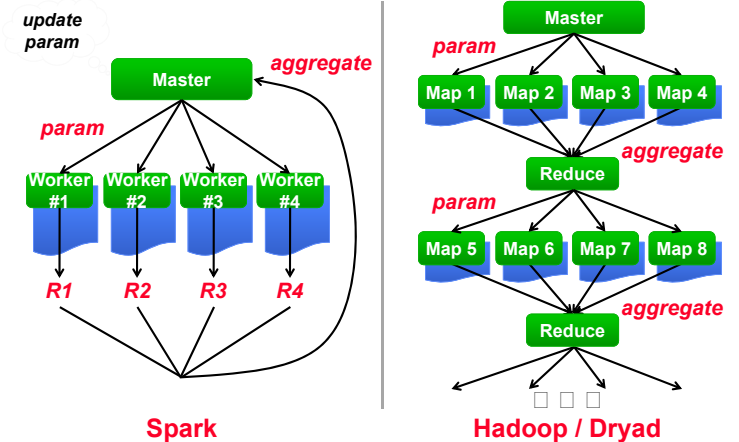 update
param
Master
aggregate
param
Worker
#1
Worker
#2
Worker
#3
Worker
#4
R1
R2
R3
R4
Spark
Master
param
Map 1
Map 2
Map 3
Map 4
aggregate
Reduce
param
Map 5
Map 6
Map 7
Map 8
aggregate
Reduce
Hadoop / Dryad